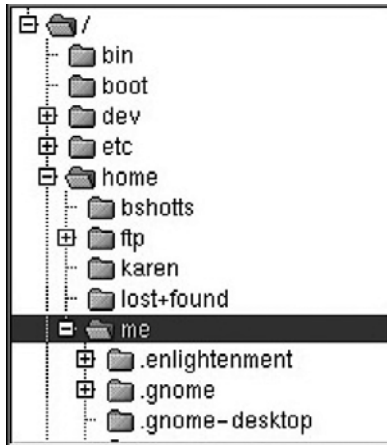 /
bin
boot
dev
etc
home
bshotts
ftp
karen
lost+found
me
.enlightenment
.gnome
.gnome-desktop